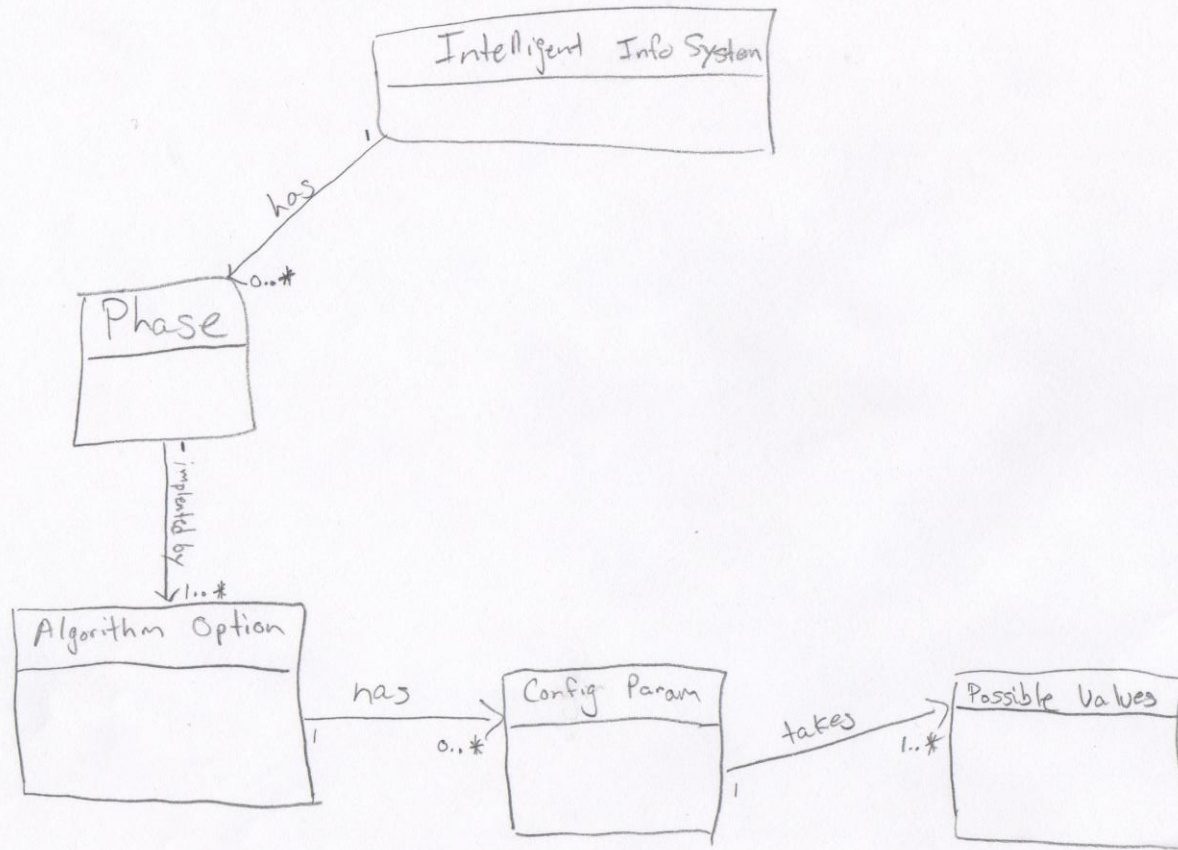 Intelligent Info System
1
has
0..*
Phase
1
implented by
1..*
Algorithm Option
has
1
0..*
Config Param
takes
1
1..*
Possible Values